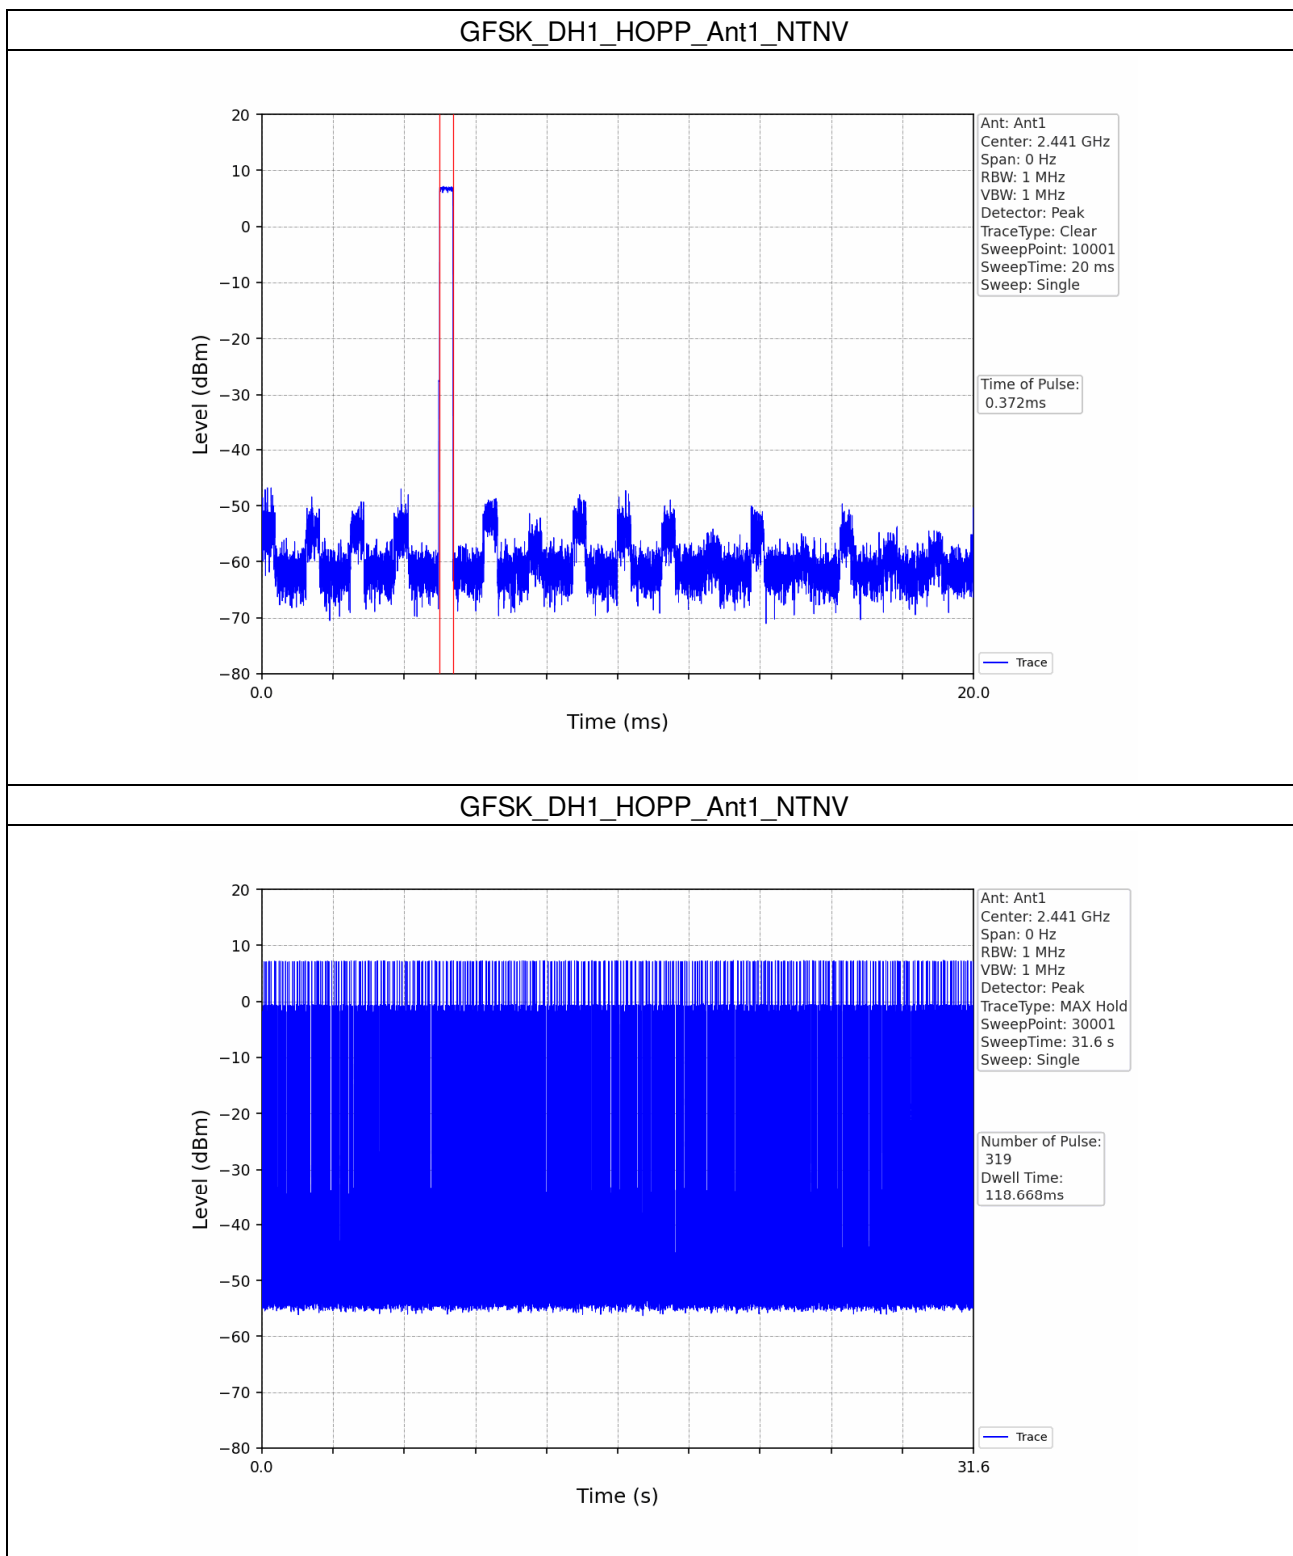 GFSK_DH1_HOPP_Ant1_NTNV
20
10
0
−10
−20
−30
−40
−50
−60
−70
−80
Level (dBm)
0.0
20.0
Time (ms)
Ant: Ant1
Center: 2.441 GHz
Span: 0 Hz
RBW: 1 MHz
VBW: 1 MHz
Detector: Peak
TraceType: Clear
SweepPoint: 10001
SweepTime: 20 ms
Sweep: Single
Time of Pulse:
0.372ms
Trace
GFSK_DH1_HOPP_Ant1_NTNV
20
10
0
−10
−20
−30
−40
−50
−60
−70
−80
Level (dBm)
0.0
31.6
Time (s)
Ant: Ant1
Center: 2.441 GHz
Span: 0 Hz
RBW: 1 MHz
VBW: 1 MHz
Detector: Peak
TraceType: MAX Hold
SweepPoint: 30001
SweepTime: 31.6 s
Sweep: Single
Number of Pulse:
319
Dwell Time:
118.668ms
Trace